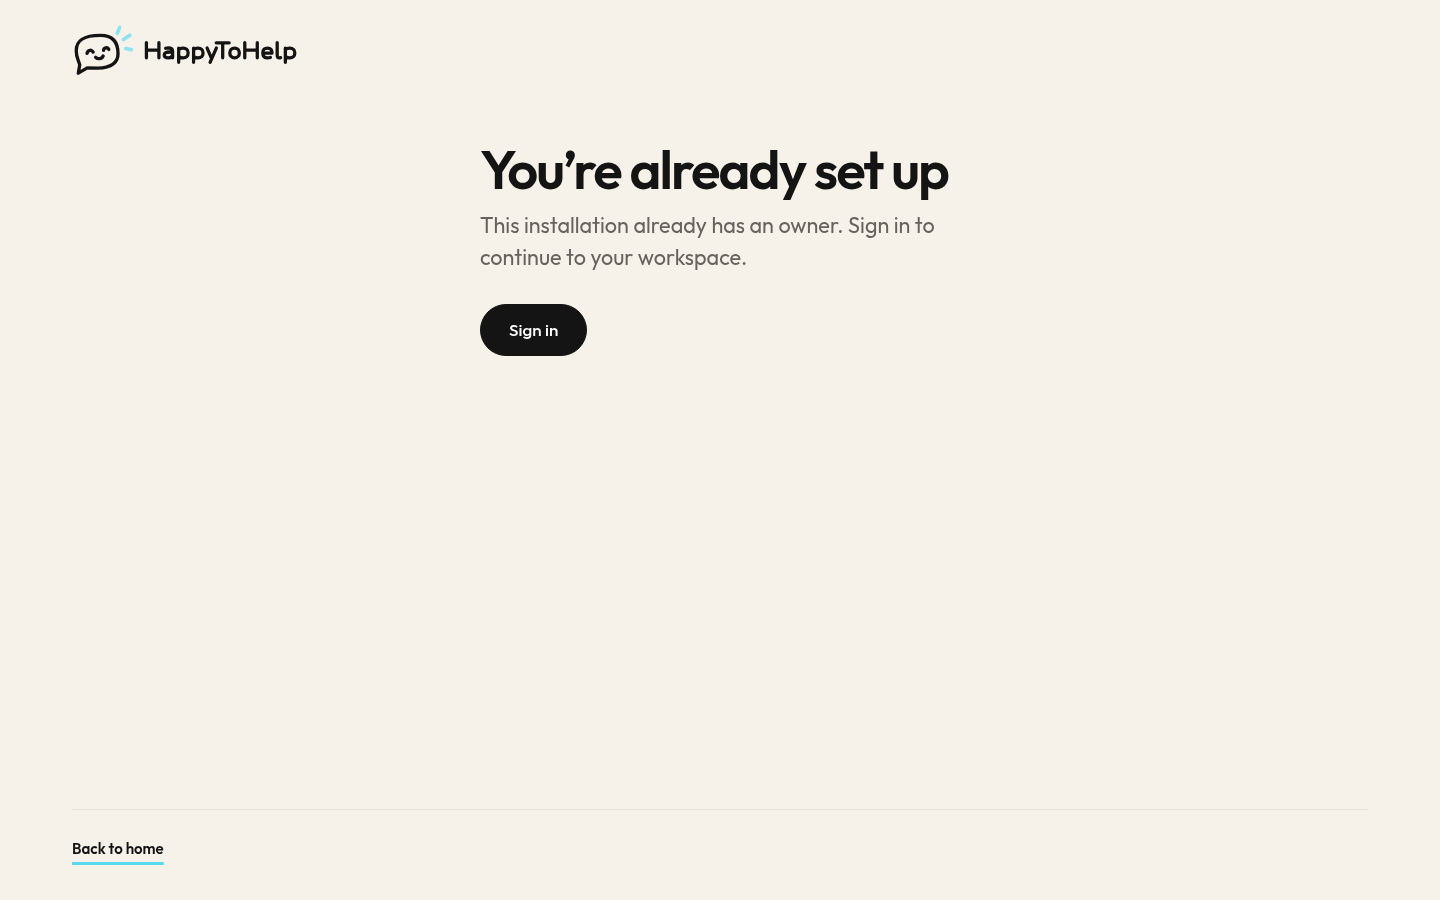 HappyToHelp
You’re already set up
This installation already has an owner. Sign in to
continue to your workspace.
Sign in
Back to home